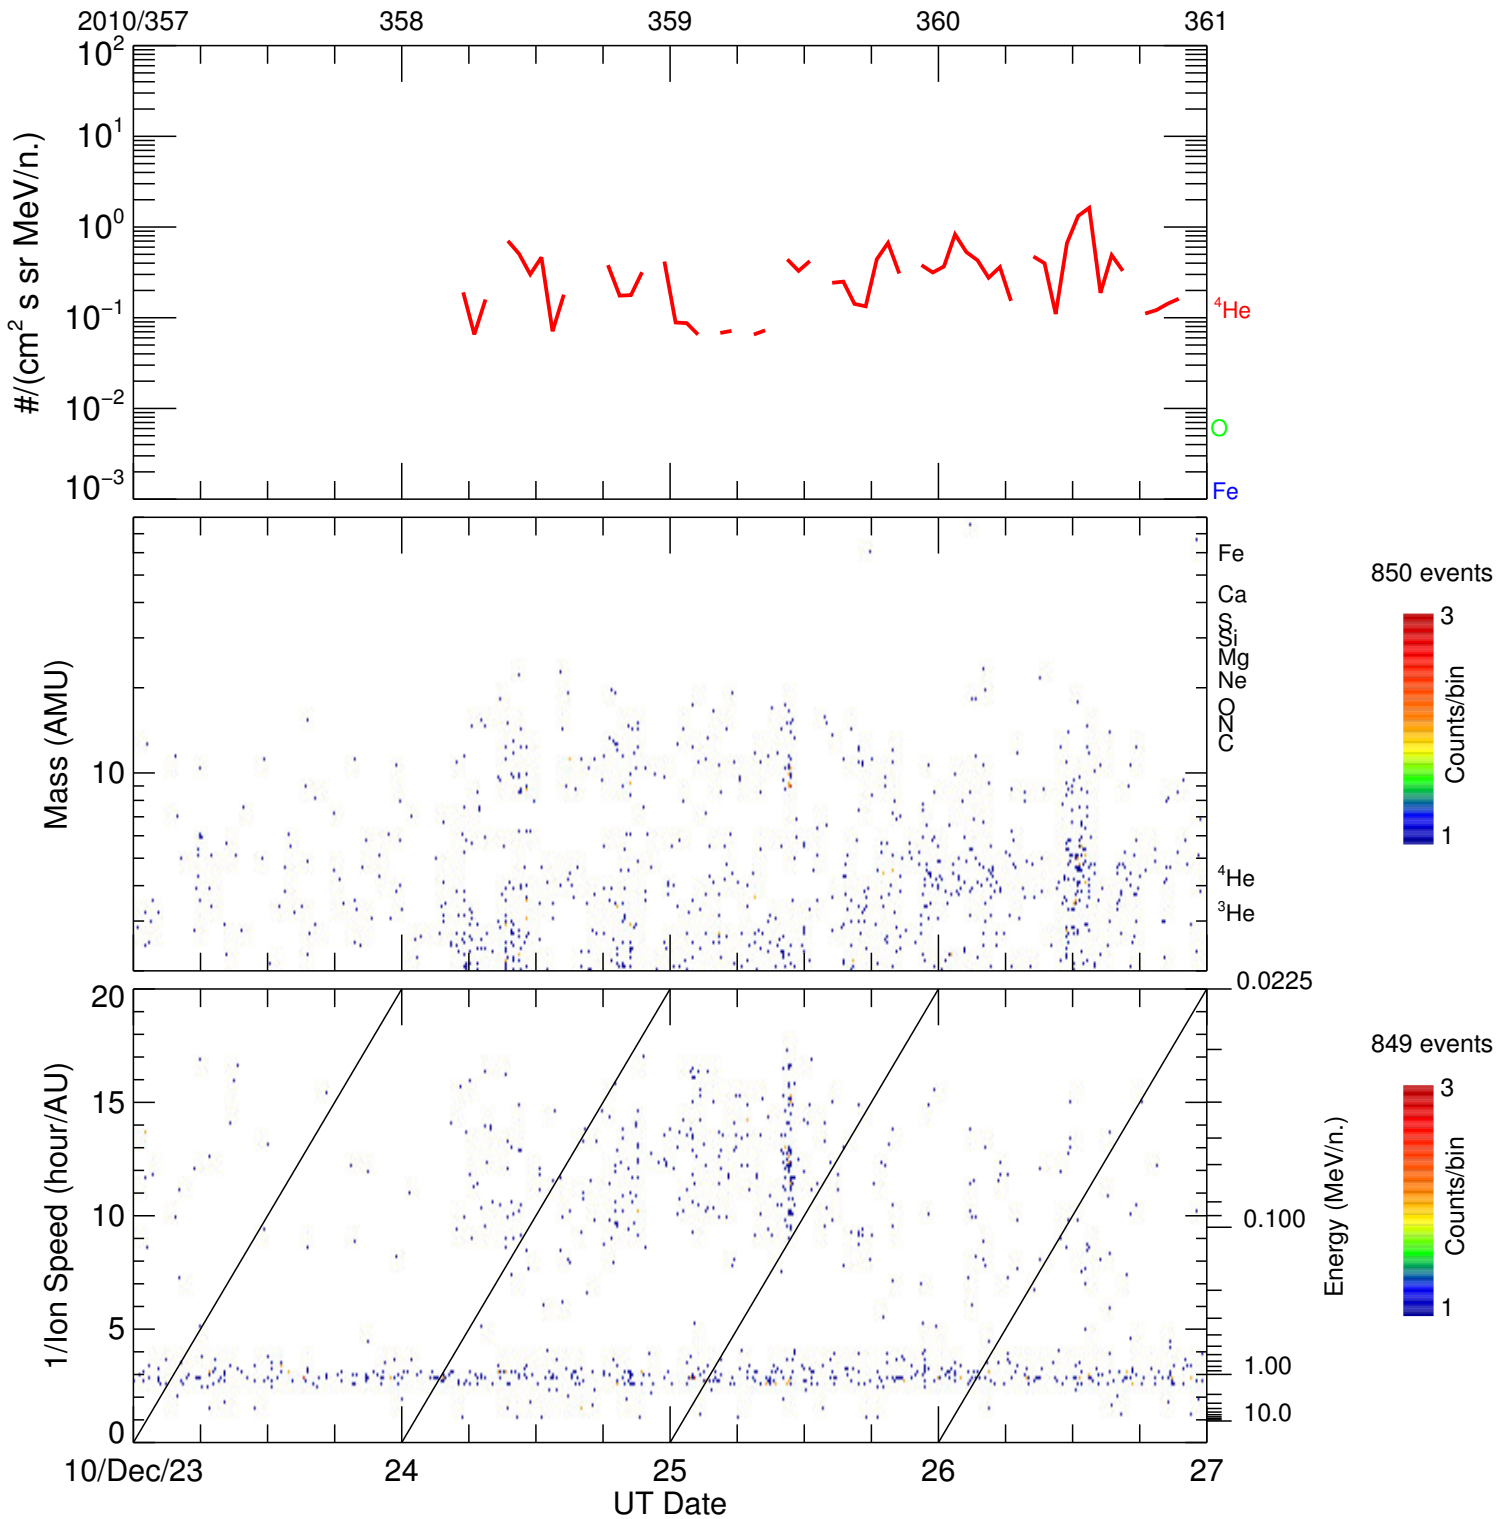 2010/357 358 359 360 361
10²
10¹
10⁰
10⁻¹
10⁻²
10⁻³
#/(cm² s sr MeV/n.)
⁴He
O
Fe
Mass (AMU)
10
Fe
Ca
S
Si
Mg
Ne
O
N
C
⁴He
³He
850 events
3
Counts/bin
1
1/Ion Speed (hour/AU)
20
15
10
5
0
0.0225
0.100
1.00
10.0
Energy (MeV/n.)
849 events
3
Counts/bin
1
10/Dec/23 24 25 26 27
UT Date